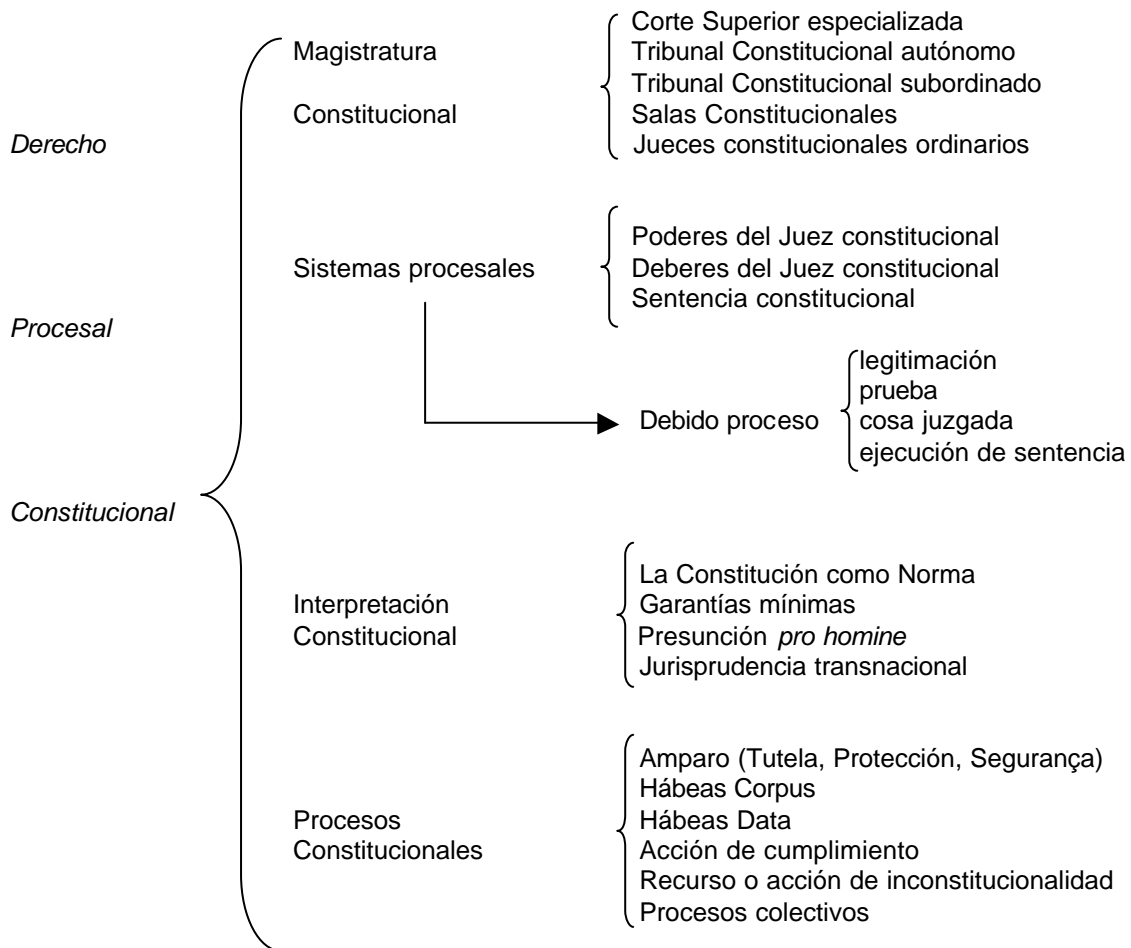 Derecho
Procesal
Constitucional
Magistratura
Constitucional
Corte Superior especializada
Tribunal Constitucional autónomo
Tribunal Constitucional subordinado
Salas Constitucionales
Jueces constitucionales ordinarios
Sistemas procesales
Poderes del Juez constitucional
Deberes del Juez constitucional
Sentencia constitucional
Debido proceso
legitimación
prueba
cosa juzgada
ejecución de sentencia
Interpretación
Constitucional
La Constitución como Norma
Garantías mínimas
Presunción pro homine
Jurisprudencia transnacional
Procesos
Constitucionales
Amparo (Tutela, Protección, Segurança)
Hábeas Corpus
Hábeas Data
Acción de cumplimiento
Recurso o acción de inconstitucionalidad
Procesos colectivos